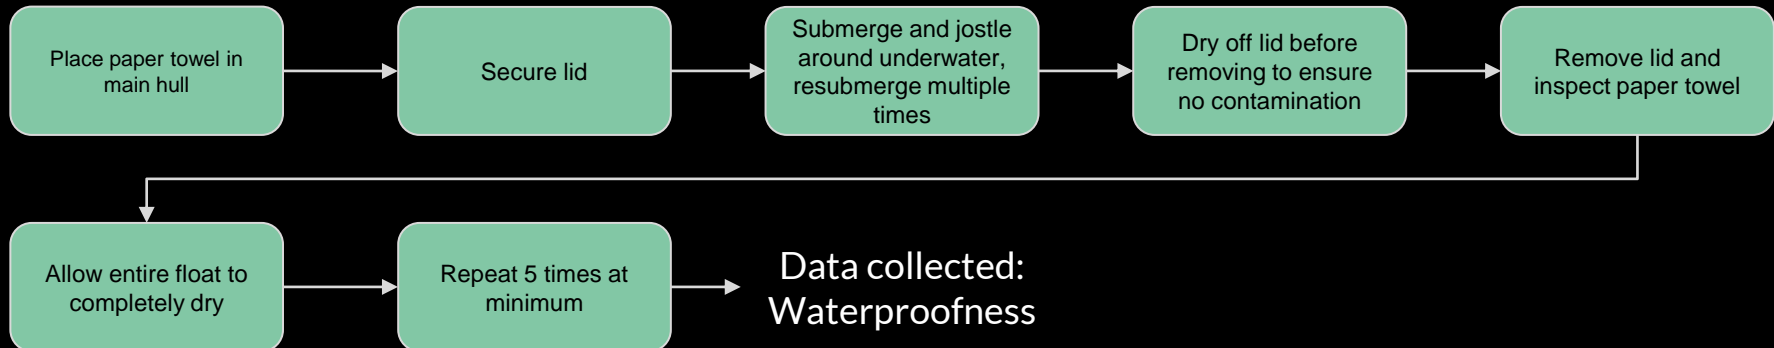 Place paper towel in
main hull
Secure lid
Submerge and jostle
around underwater,
resubmerge multiple
times
Dry off lid before
removing to ensure
no contamination
Remove lid and
inspect paper towel
Allow entire float to
completely dry
Repeat 5 times at
minimum
Data collected:
Waterproofness